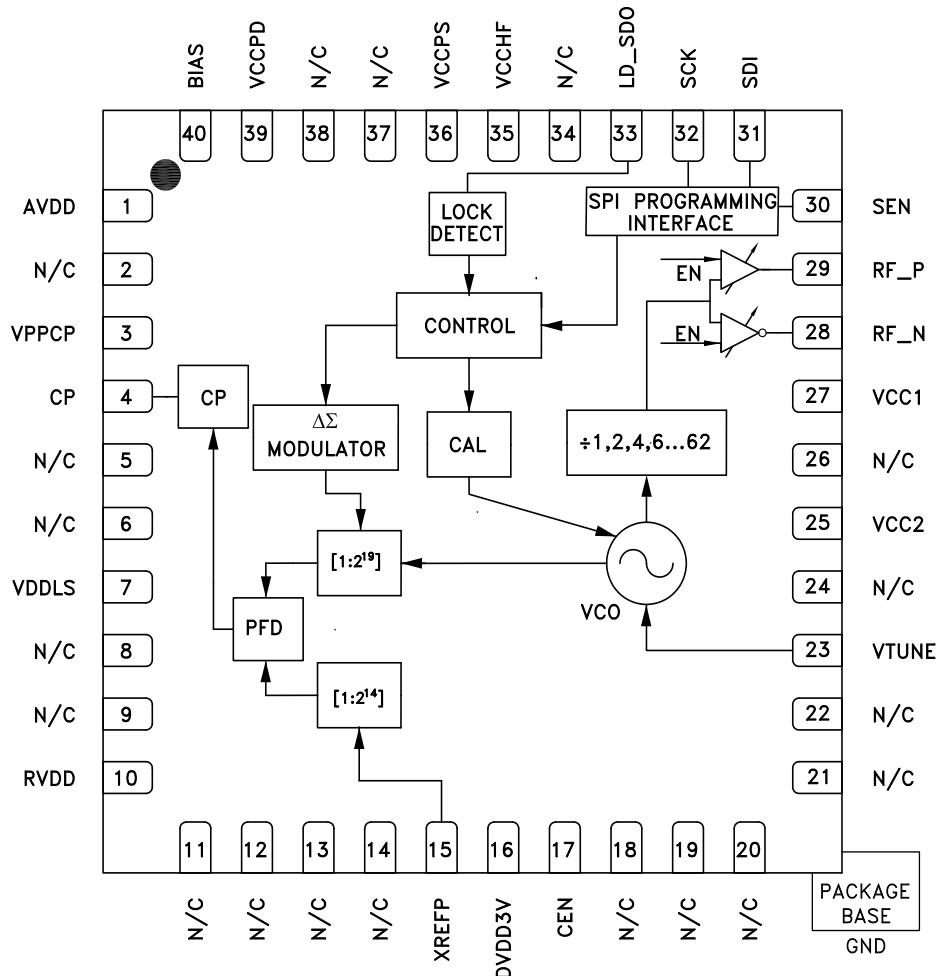 BIAS
VCCPD
N/C
N/C
VCCPS
VCCHF
N/C
LD_SDO
SCK
SDI
40
39
38
37
36
35
34
33
32
31
AVDD
1
N/C
2
VPPCP
3
CP
4
N/C
5
N/C
6
VDDLS
7
N/C
8
N/C
9
RVDD
10
LOCK
DETECT
SPI PROGRAMMING
INTERFACE
CONTROL
EN
EN
CP
ΔΣ
MODULATOR
CAL
÷1,2,4,6...62
[1:2¹⁹]
VCO
PFD
[1:2¹⁴]
30
SEN
29
RF_P
28
RF_N
27
VCC1
26
N/C
25
VCC2
24
N/C
23
VTUNE
22
N/C
21
N/C
11
12
13
14
15
16
17
18
19
20
N/C
N/C
N/C
N/C
XREFP
DVDD3V
CEN
N/C
N/C
N/C
PACKAGE
BASE
GND